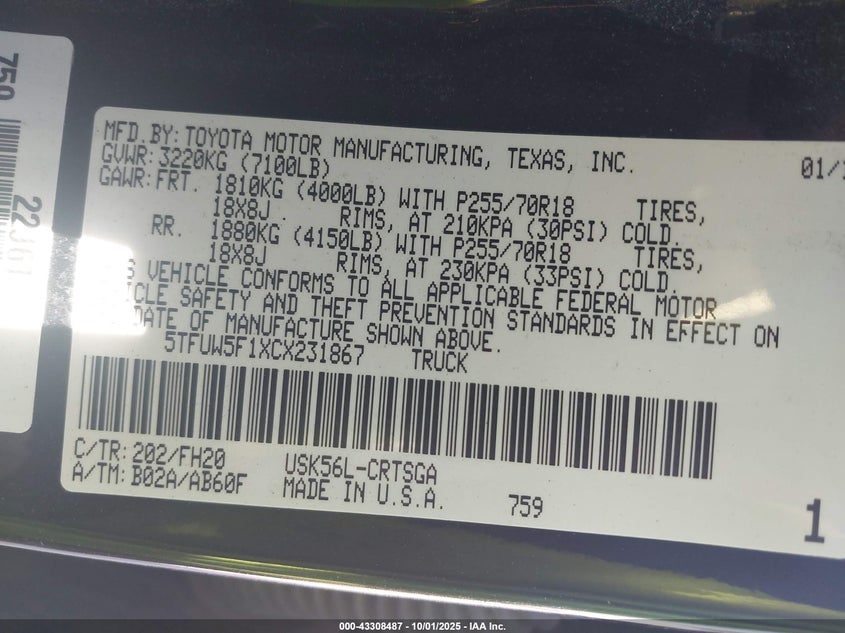 MFD.BY: TOYOTA MOTOR MANUFACTURING, TEXAS, INC. 01/1
GVWR: 3220KG (7100LB)
GAWR: FRT. 1810KG (4000LB) WITH P255/70R18 TIRES,
18X8J RIMS, AT 210KPA (30PSI) COLD.
RR. 1880KG (4150LB) WITH P255/70R18 TIRES,
18X8J RIMS, AT 230KPA (33PSI) COLD.
S VEHICLE CONFORMS TO ALL APPLICABLE FEDERAL MOTOR
ICLE SAFETY AND THEFT PREVENTION STANDARDS IN EFFECT ON
DATE OF MANUFACTURE SHOWN ABOVE.
5TFUW5F1XCX231867 TRUCK
C/TR: 202/FH20 USK56L-CRTSGA
A/TM: B02A/AB60F MADE IN U.S.A. 759
1
750
000-43308487 - 10/01/2025 - IAA Inc.